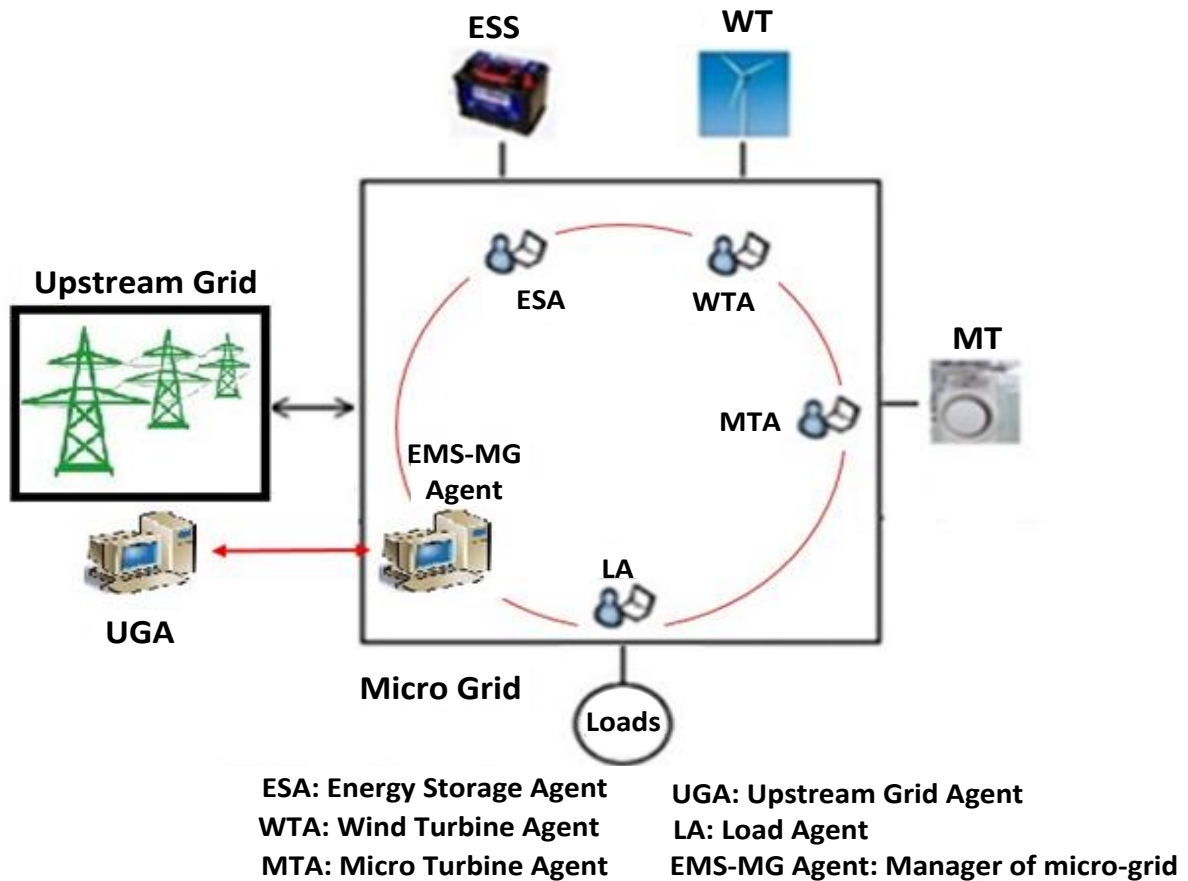 ESS
WT
Upstream Grid
ESA
WTA
MT
MTA
EMS-MG
Agent
LA
UGA
Micro Grid
Loads
ESA: Energy Storage Agent
WTA: Wind Turbine Agent
MTA: Micro Turbine Agent
UGA: Upstream Grid Agent
LA: Load Agent
EMS-MG Agent: Manager of micro-grid